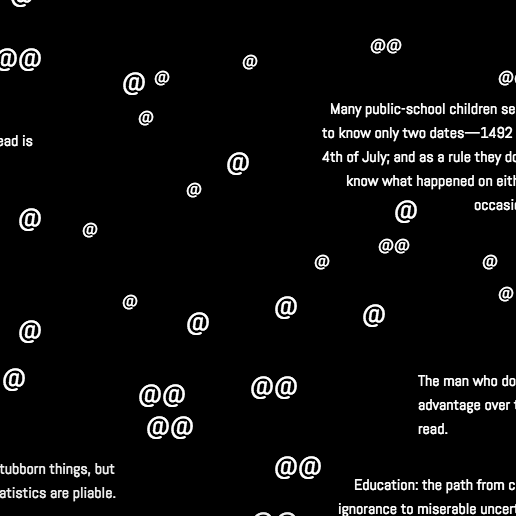 @
@@
@@ @
@ @ @@
@
ead is
Many public-school children se
to know only two dates—1492
4th of July; and as a rule they do
know what happened on eith
occasi
@
@
@
@ @
@@
@ @
@
@ @
@ @
@
@
@@ @@
@@
The man who do
advantage over t
read.
@@
tubborn things, but
atistics are pliable.
Education: the path from c
ignorance to miserable uncert
@@